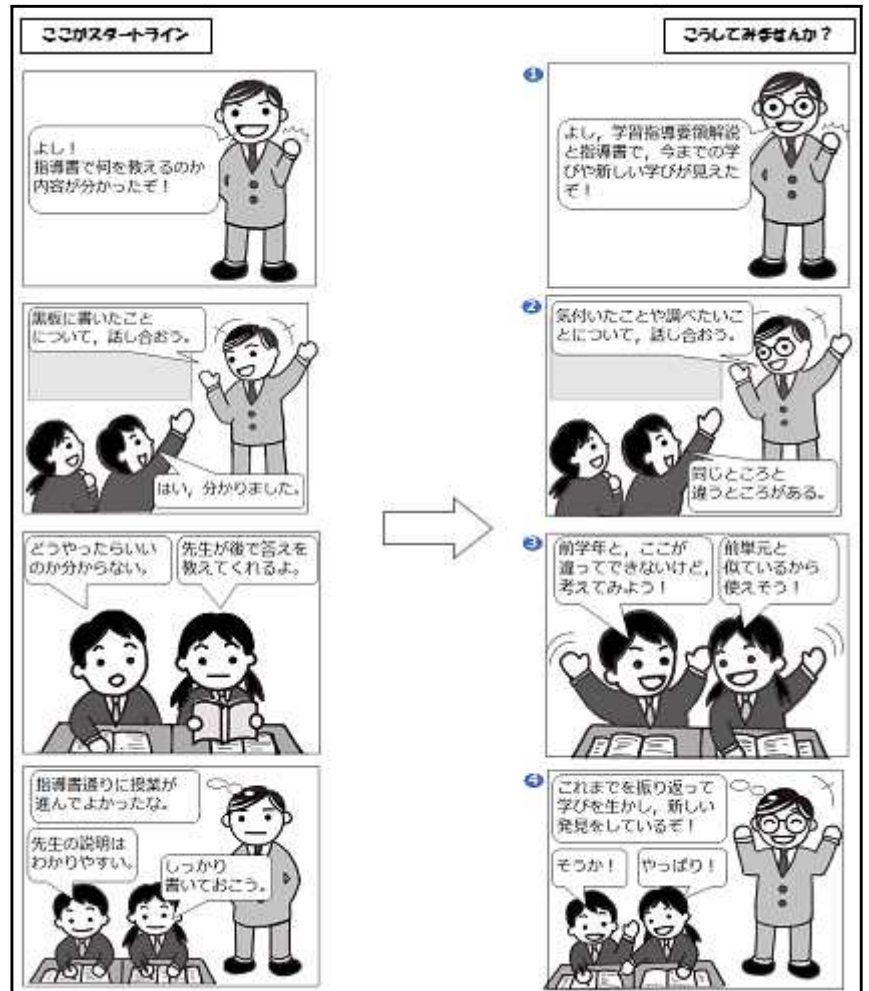 ここがスタートライン
よし！
指導書で何を教えるのか
内容が分かったぞ！
黒板に書いたこと
について，話し合おう。
はい，分かりました。
どうやったらいい
のか分からない。
先生が後で答えを
教えてくれるよ。
指導書通りに授業が
進んでよかったな。
先生の説明は
わかりやすい。
しっかり
書いておこう。
こうしてみませんか？
1
よし，学習指導要領解説
と指導書で，今までの学
びや新しい学びが見えた
ぞ！
2
気付いたことや調べたいこ
とについて，話し合おう。
同じところと
違うところがある。
3
前学年と，ここが
違ってできないけど，
考えてみよう！
前単元と
似ているから
使えそう！
4
これまでを振り返って
学びを生かし，新しい
発見をしているぞ！
そうか！
やっぱり！